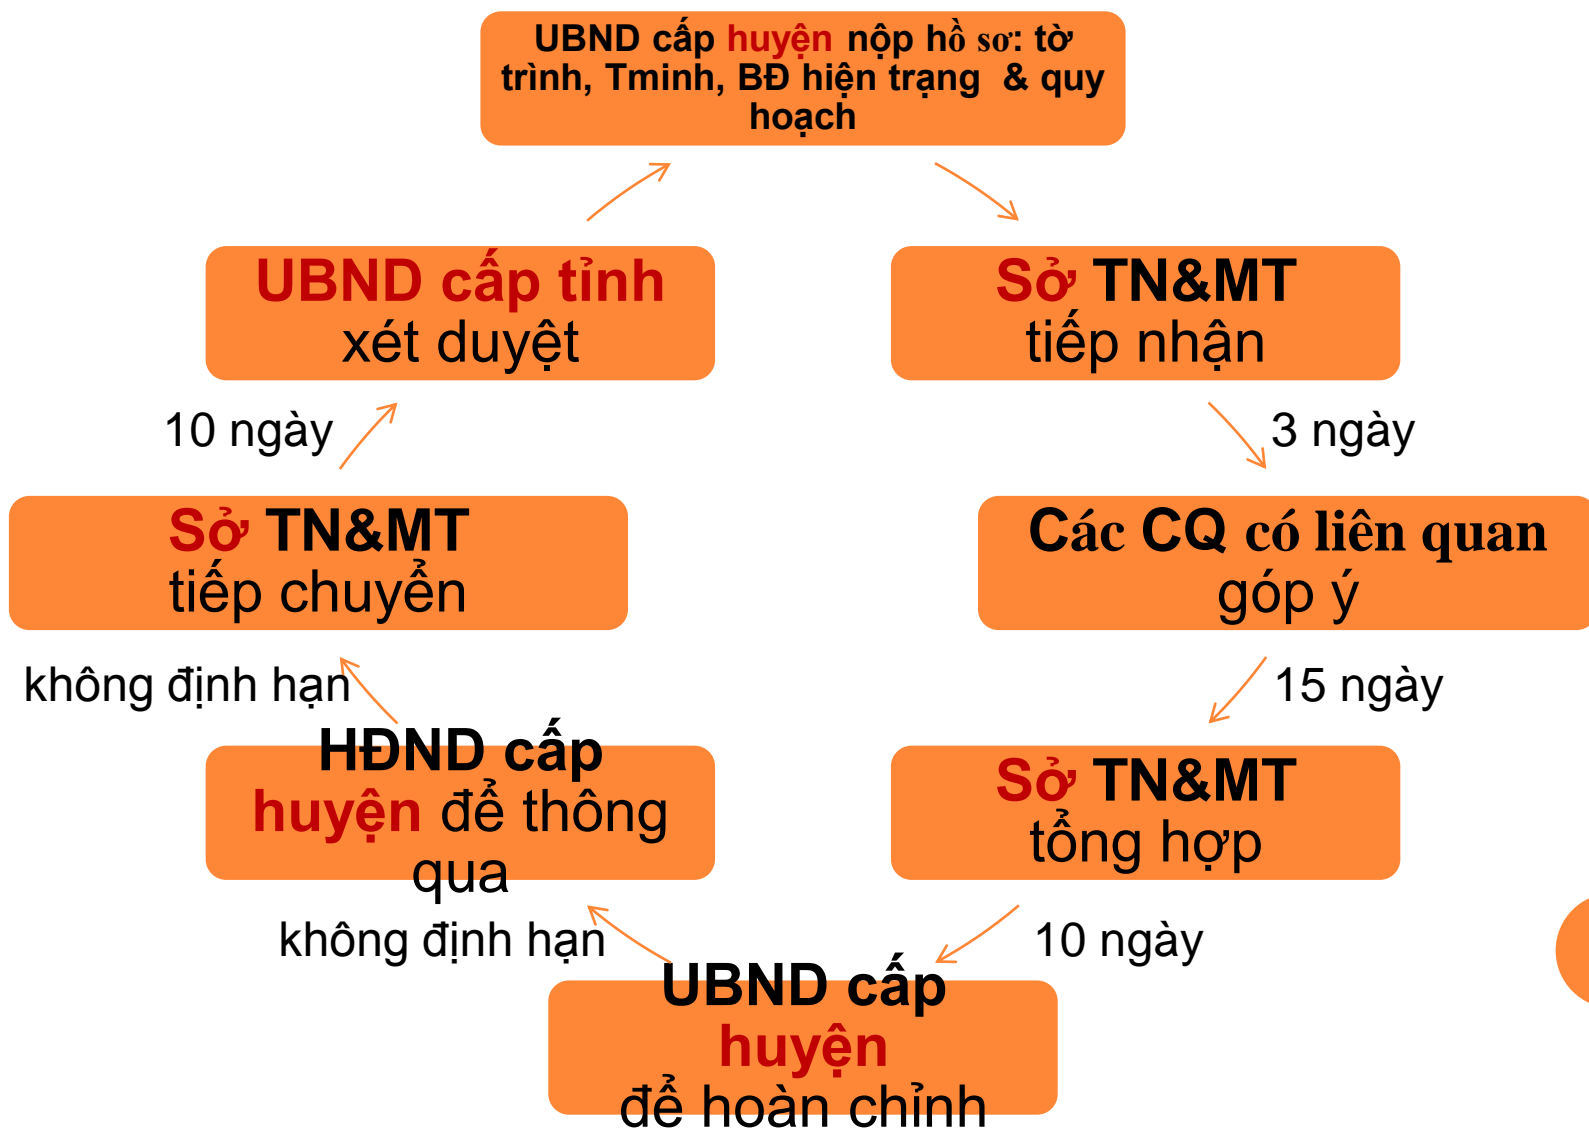 UBND cấp huyện nộp hồ sơ: tờ
trình, Tminh, BĐ hiện trạng & quy
hoạch
Sở TN&MT
tiếp nhận
3 ngày
Các CQ có liên quan
góp ý
15 ngày
Sở TN&MT
tổng hợp
10 ngày
UBND cấp
huyện
để hoàn chỉnh
không định hạn
HĐND cấp
huyện để thông
qua
không định hạn
Sở TN&MT
tiếp chuyển
10 ngày
UBND cấp tỉnh
xét duyệt